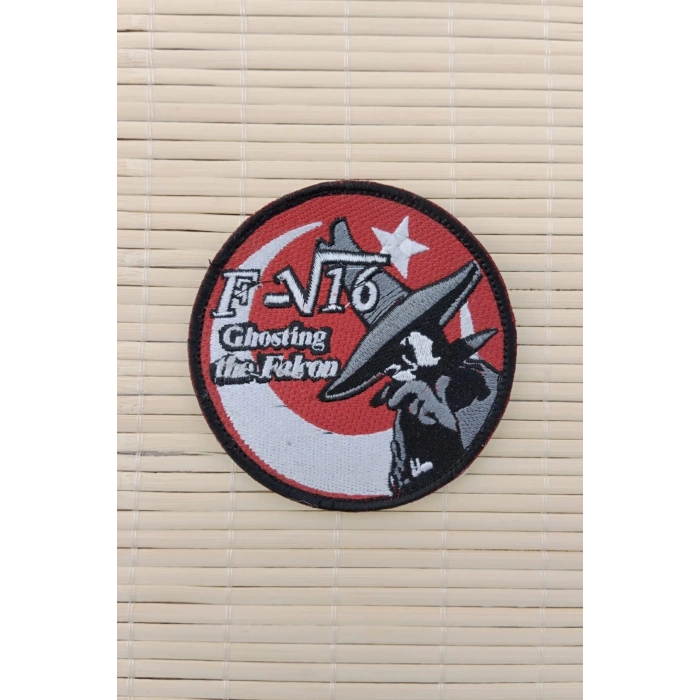 F-√16
Ghosting
the Falcon